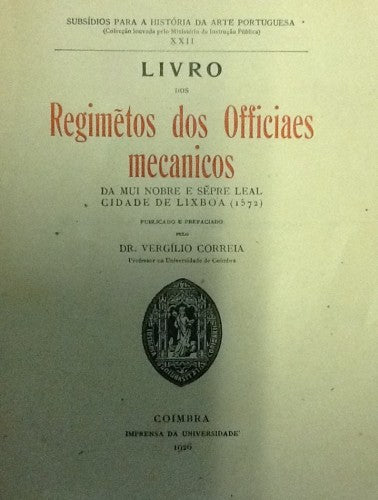 SUBSÍDIOS PARA A HISTÓRIA DA ARTE PORTUGUESA
(Colecção louvada pelo Ministério da Instrução Pública)
XXII
LIVRO
DOS
Regimẽtos dos Officiaes
mecanicos
DA MUI NOBRE E SẼPRE LEAL
CIDADE DE LIXBOA (1572)
PUBLICADO E PREFACIADO
PELO
DR. VERGÍLIO CORREIA
Professor na Universidade de Coimbra
COÍMBRA
IMPRENSA DA UNIVERSIDADE
1926